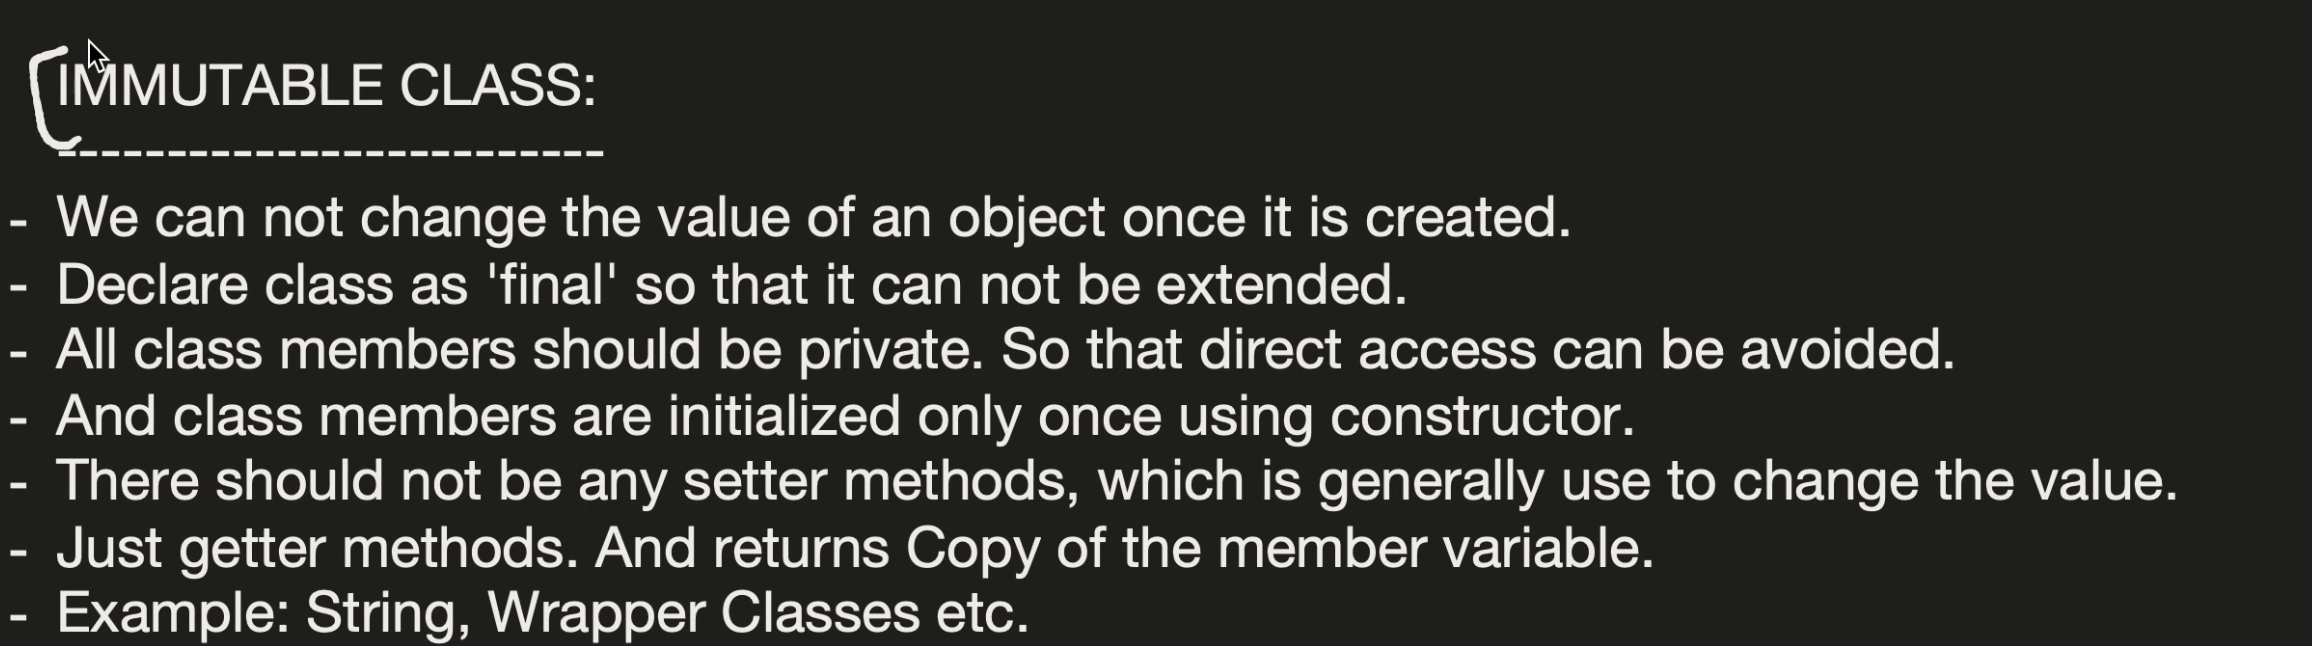 IMMUTABLE CLASS:
-------------------------
- We can not change the value of an object once it is created.
- Declare class as 'final' so that it can not be extended.
- All class members should be private. So that direct access can be avoided.
- And class members are initialized only once using constructor.
- There should not be any setter methods, which is generally use to change the value.
- Just getter methods. And returns Copy of the member variable.
- Example: String, Wrapper Classes etc.